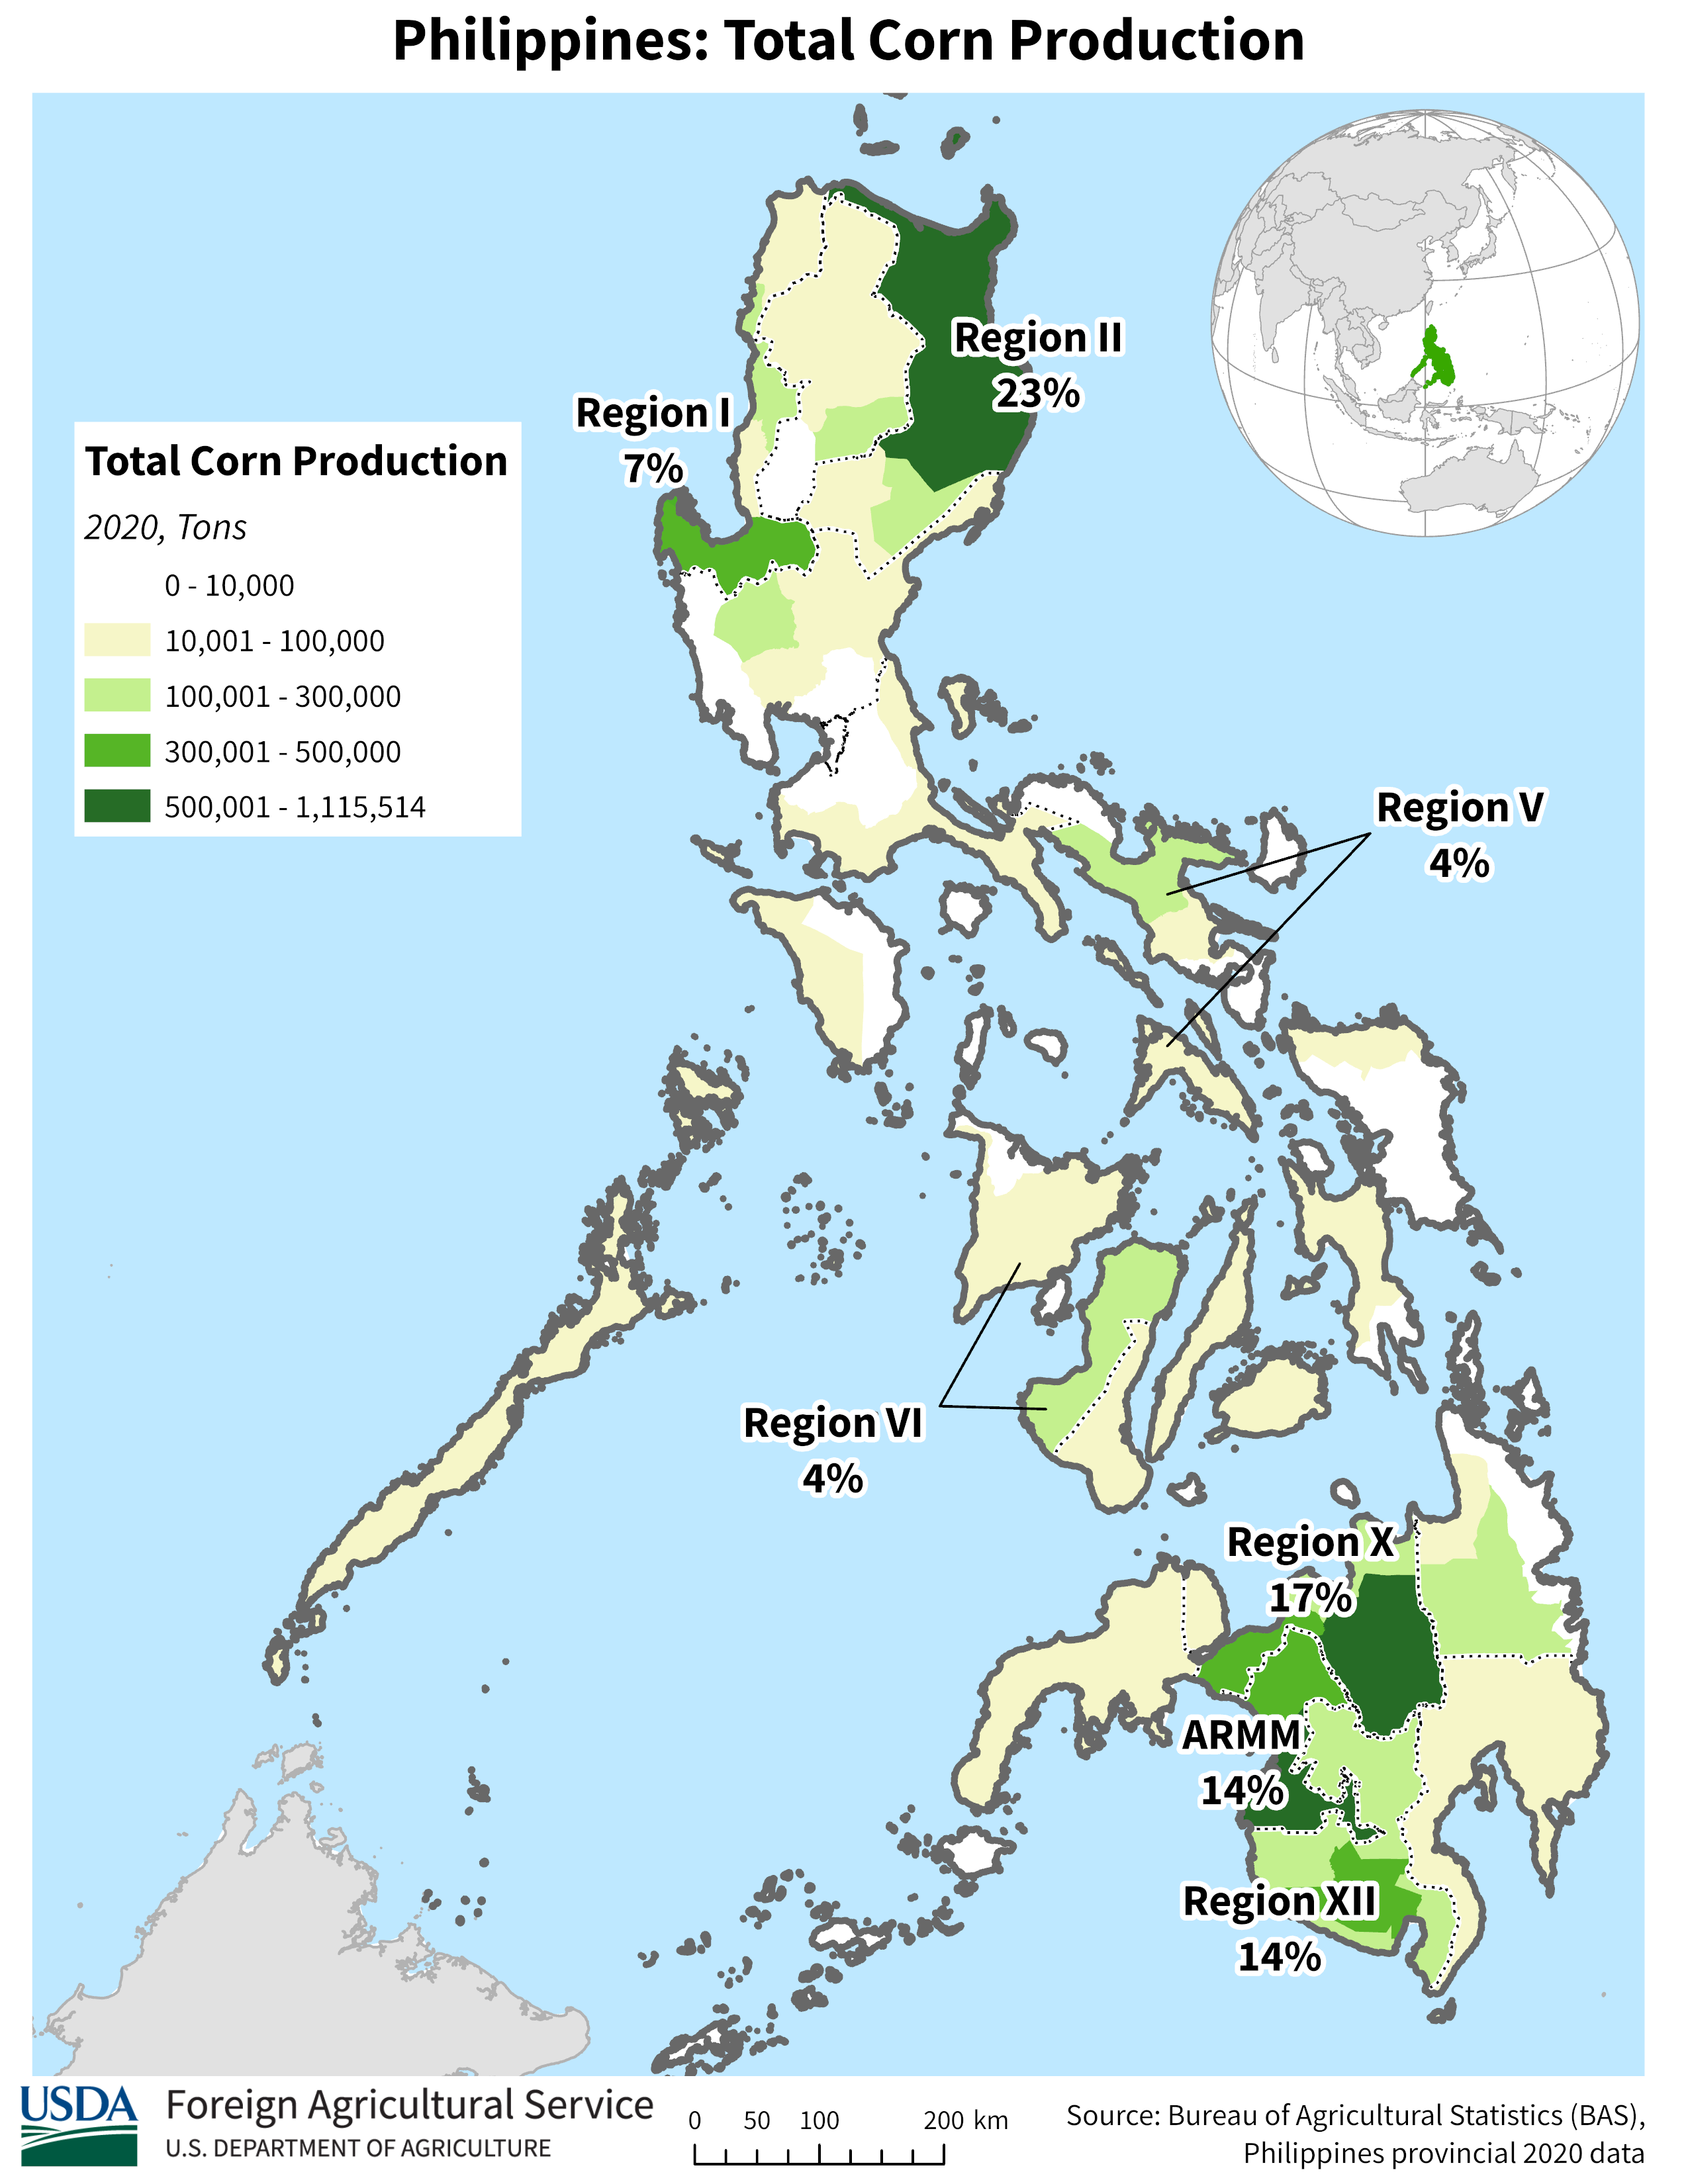 Philippines: Total Corn Production
Region II
23%
Region I
7%
Total Corn Production
2020, Tons
0 - 10,000
10,001 - 100,000
100,001 - 300,000
300,001 - 500,000
500,001 - 1,115,514
Region V
4%
Region VI
4%
Region X
17%
ARMM
14%
Region XII
14%
USDA
Foreign Agricultural Service
U.S. DEPARTMENT OF AGRICULTURE
0 50 100 200 km
Source: Bureau of Agricultural Statistics (BAS),
Philippines provincial 2020 data